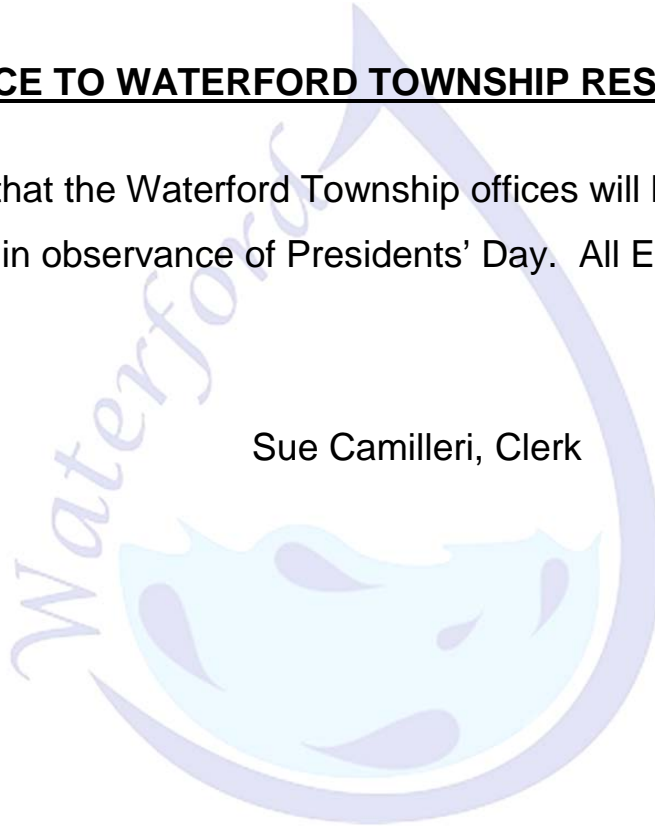 CE TO WATERFORD TOWNSHIP RES
that the Waterford Township offices will
in observance of Presidents’ Day.  All E
Sue Camilleri, Clerk
Waterford